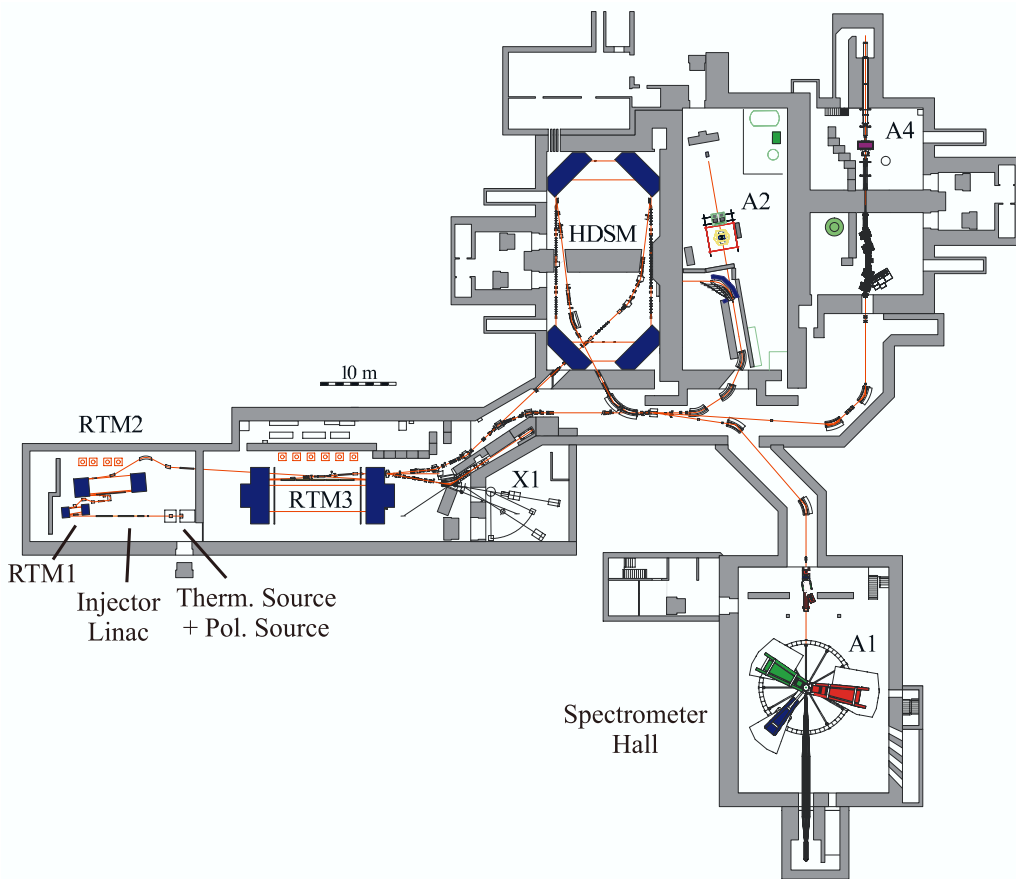 A4
A2
HDSM
10 m
RTM2
RTM3
X1
RTM1
Injector
Linac
Therm. Source
+ Pol. Source
A1
Spectrometer
Hall